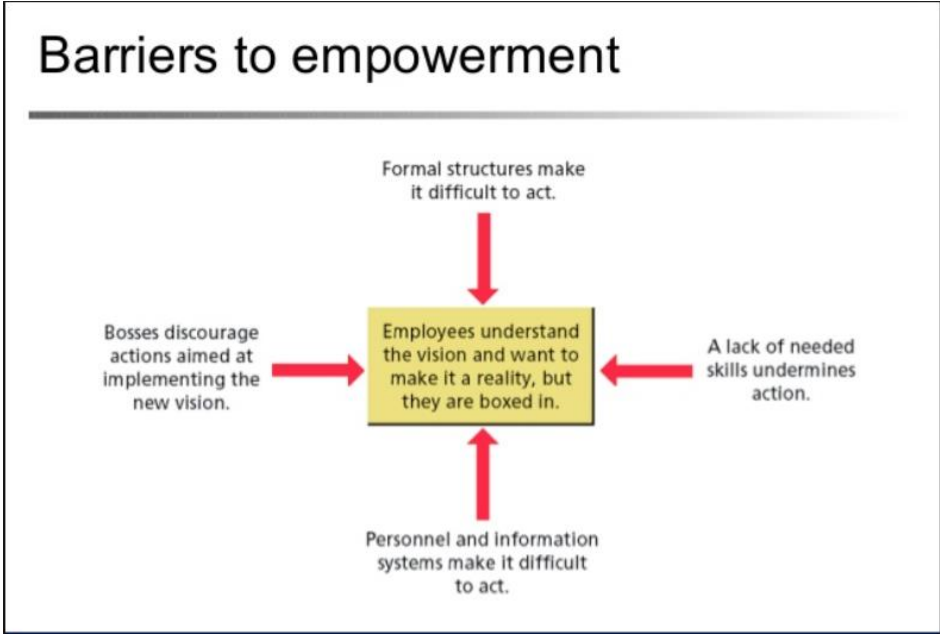 Barriers to empowerment
Formal structures make
it difficult to act.
Bosses discourage
actions aimed at
implementing the
new vision.
Employees understand
the vision and want to
make it a reality, but
they are boxed in.
A lack of needed
skills undermines
action.
Personnel and information
systems make it difficult
to act.